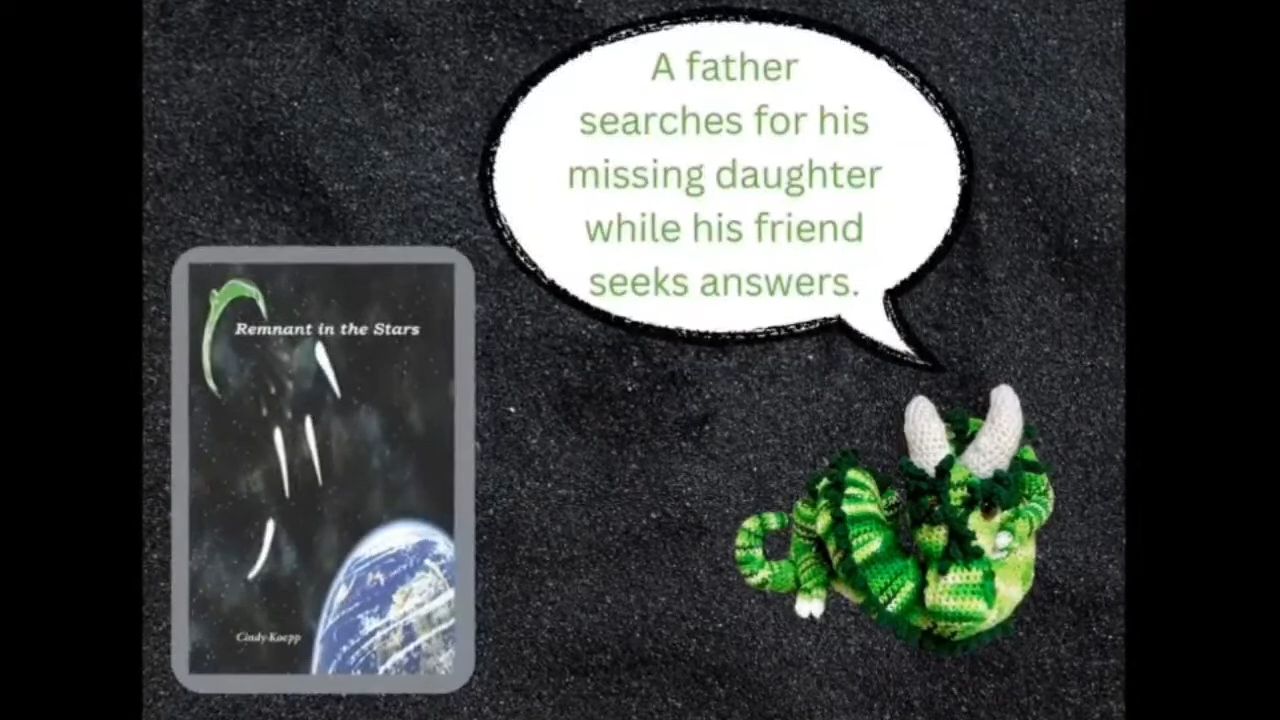 A father
searches for his
missing daughter
while his friend
seeks answers.
Remnant in the Stars
Cindy Koepp